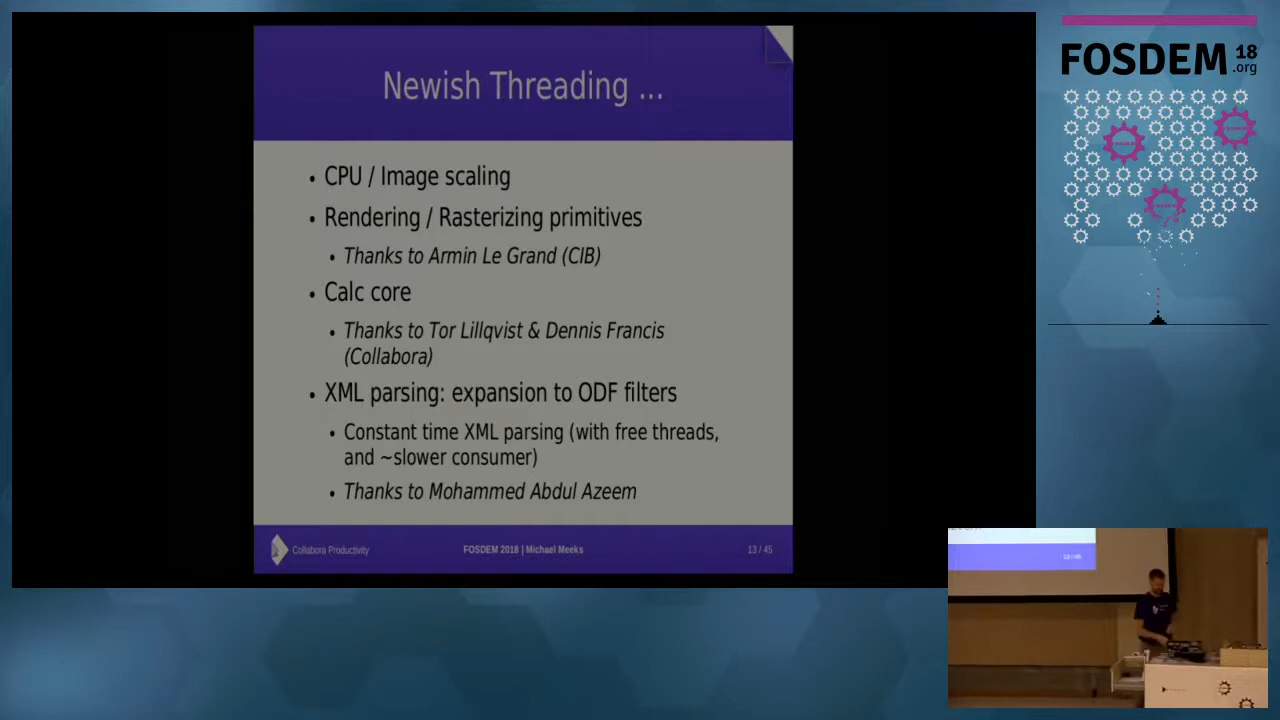 Newish Threading ...
• CPU / Image scaling
• Rendering / Rasterizing primitives
• Thanks to Armin Le Grand (CIB)
• Calc core
• Thanks to Tor Lillqvist & Dennis Francis
(Collabora)
• XML parsing: expansion to ODF filters
• Constant time XML parsing (with free threads,
and ~slower consumer)
• Thanks to Mohammed Abdul Azeem
Collabora Productivity
FOSDEM 2018 | Michael Meeks
13 / 45
FOSDEM 18
.org